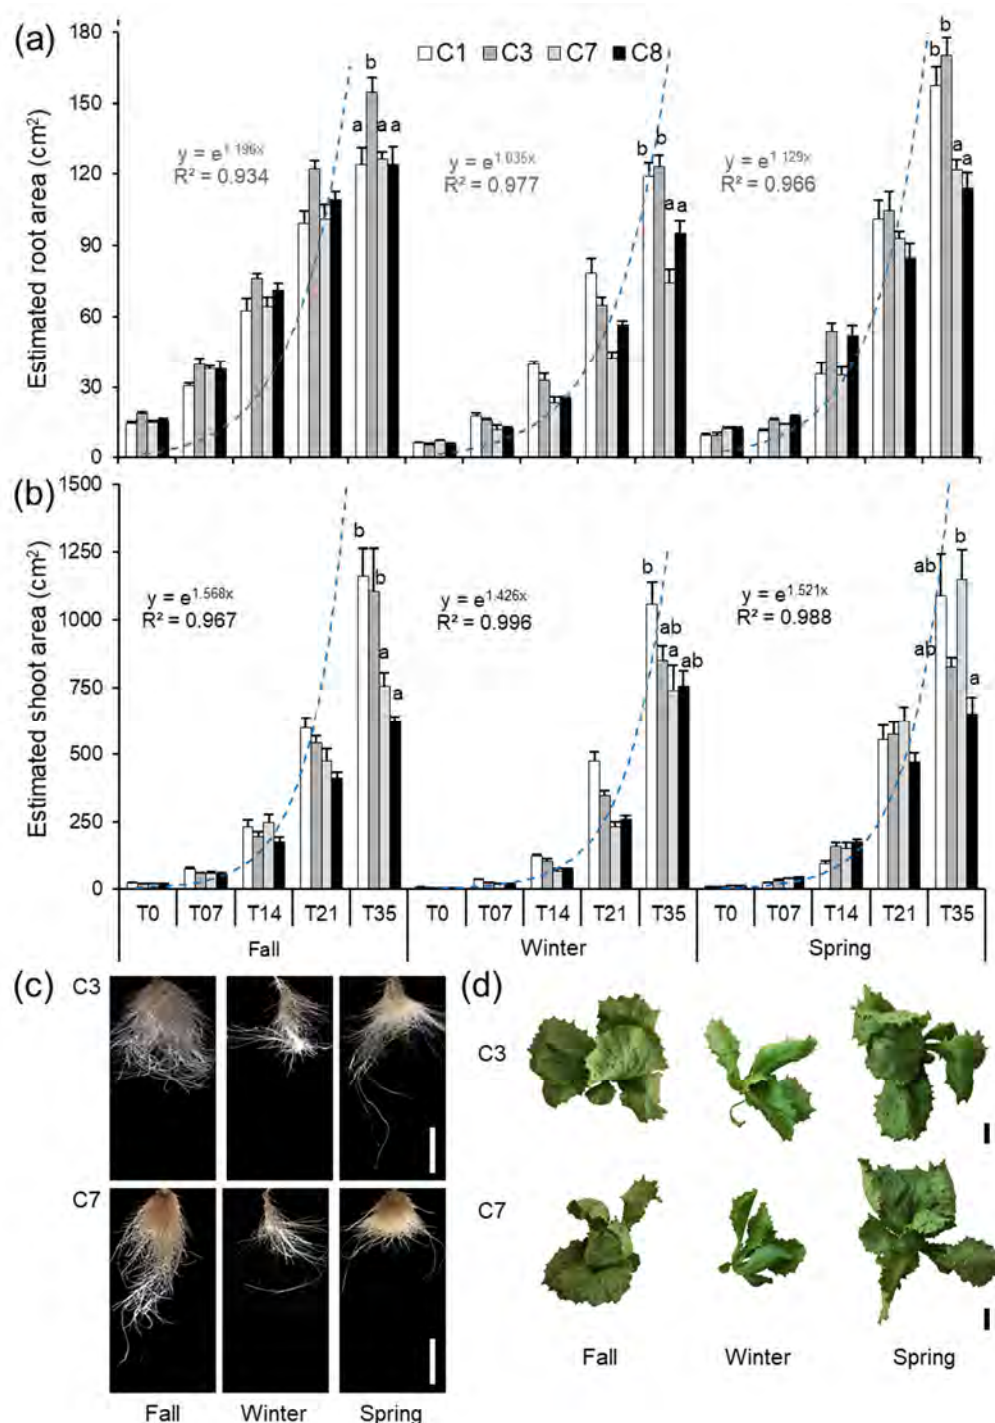 (a)
Estimated root area (cm²)
180
150
120
90
60
30
0
C1 C3 C7 C8
y = e^1.196x
R² = 0.934
a b a a
y = e^1.035x
R² = 0.977
b b a a
y = e^1.129x
R² = 0.966
b b a a
(b)
Estimated shoot area (cm²)
1500
1250
1000
750
500
250
0
y = e^1.568x
R² = 0.967
b b a a
y = e^1.426x
R² = 0.996
b ab a ab
y = e^1.521x
R² = 0.988
ab ab b a
T0 T07 T14 T21 T35 T0 T07 T14 T21 T35 T0 T07 T14 T21 T35
Fall Winter Spring
(c)
C3
C7
Fall Winter Spring
(d)
C3
C7
Fall Winter Spring